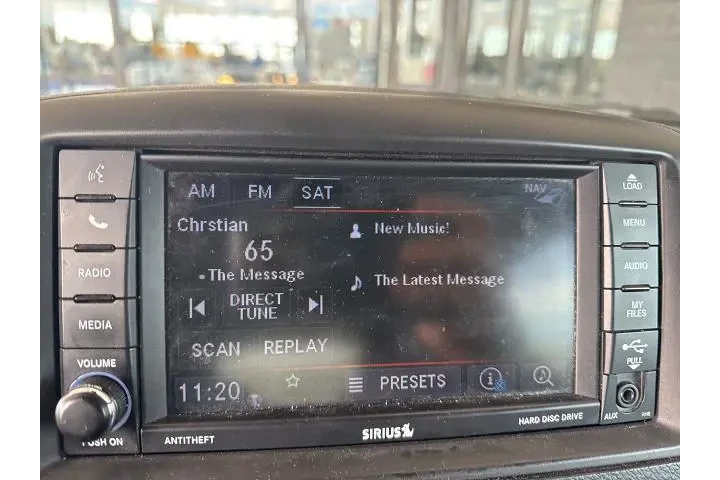 AM FM SAT NAV
Chrstian
65
The Message
New Music!
The Latest Message
DIRECT
TUNE
SCAN REPLAY
11:20 PRESETS
RADIO
MEDIA
VOLUME
PUSH ON
LOAD
MENU
AUDIO
MY
FILES
PULL
AUX RHB
ANTITHEFT SIRIUS HARD DISC DRIVE